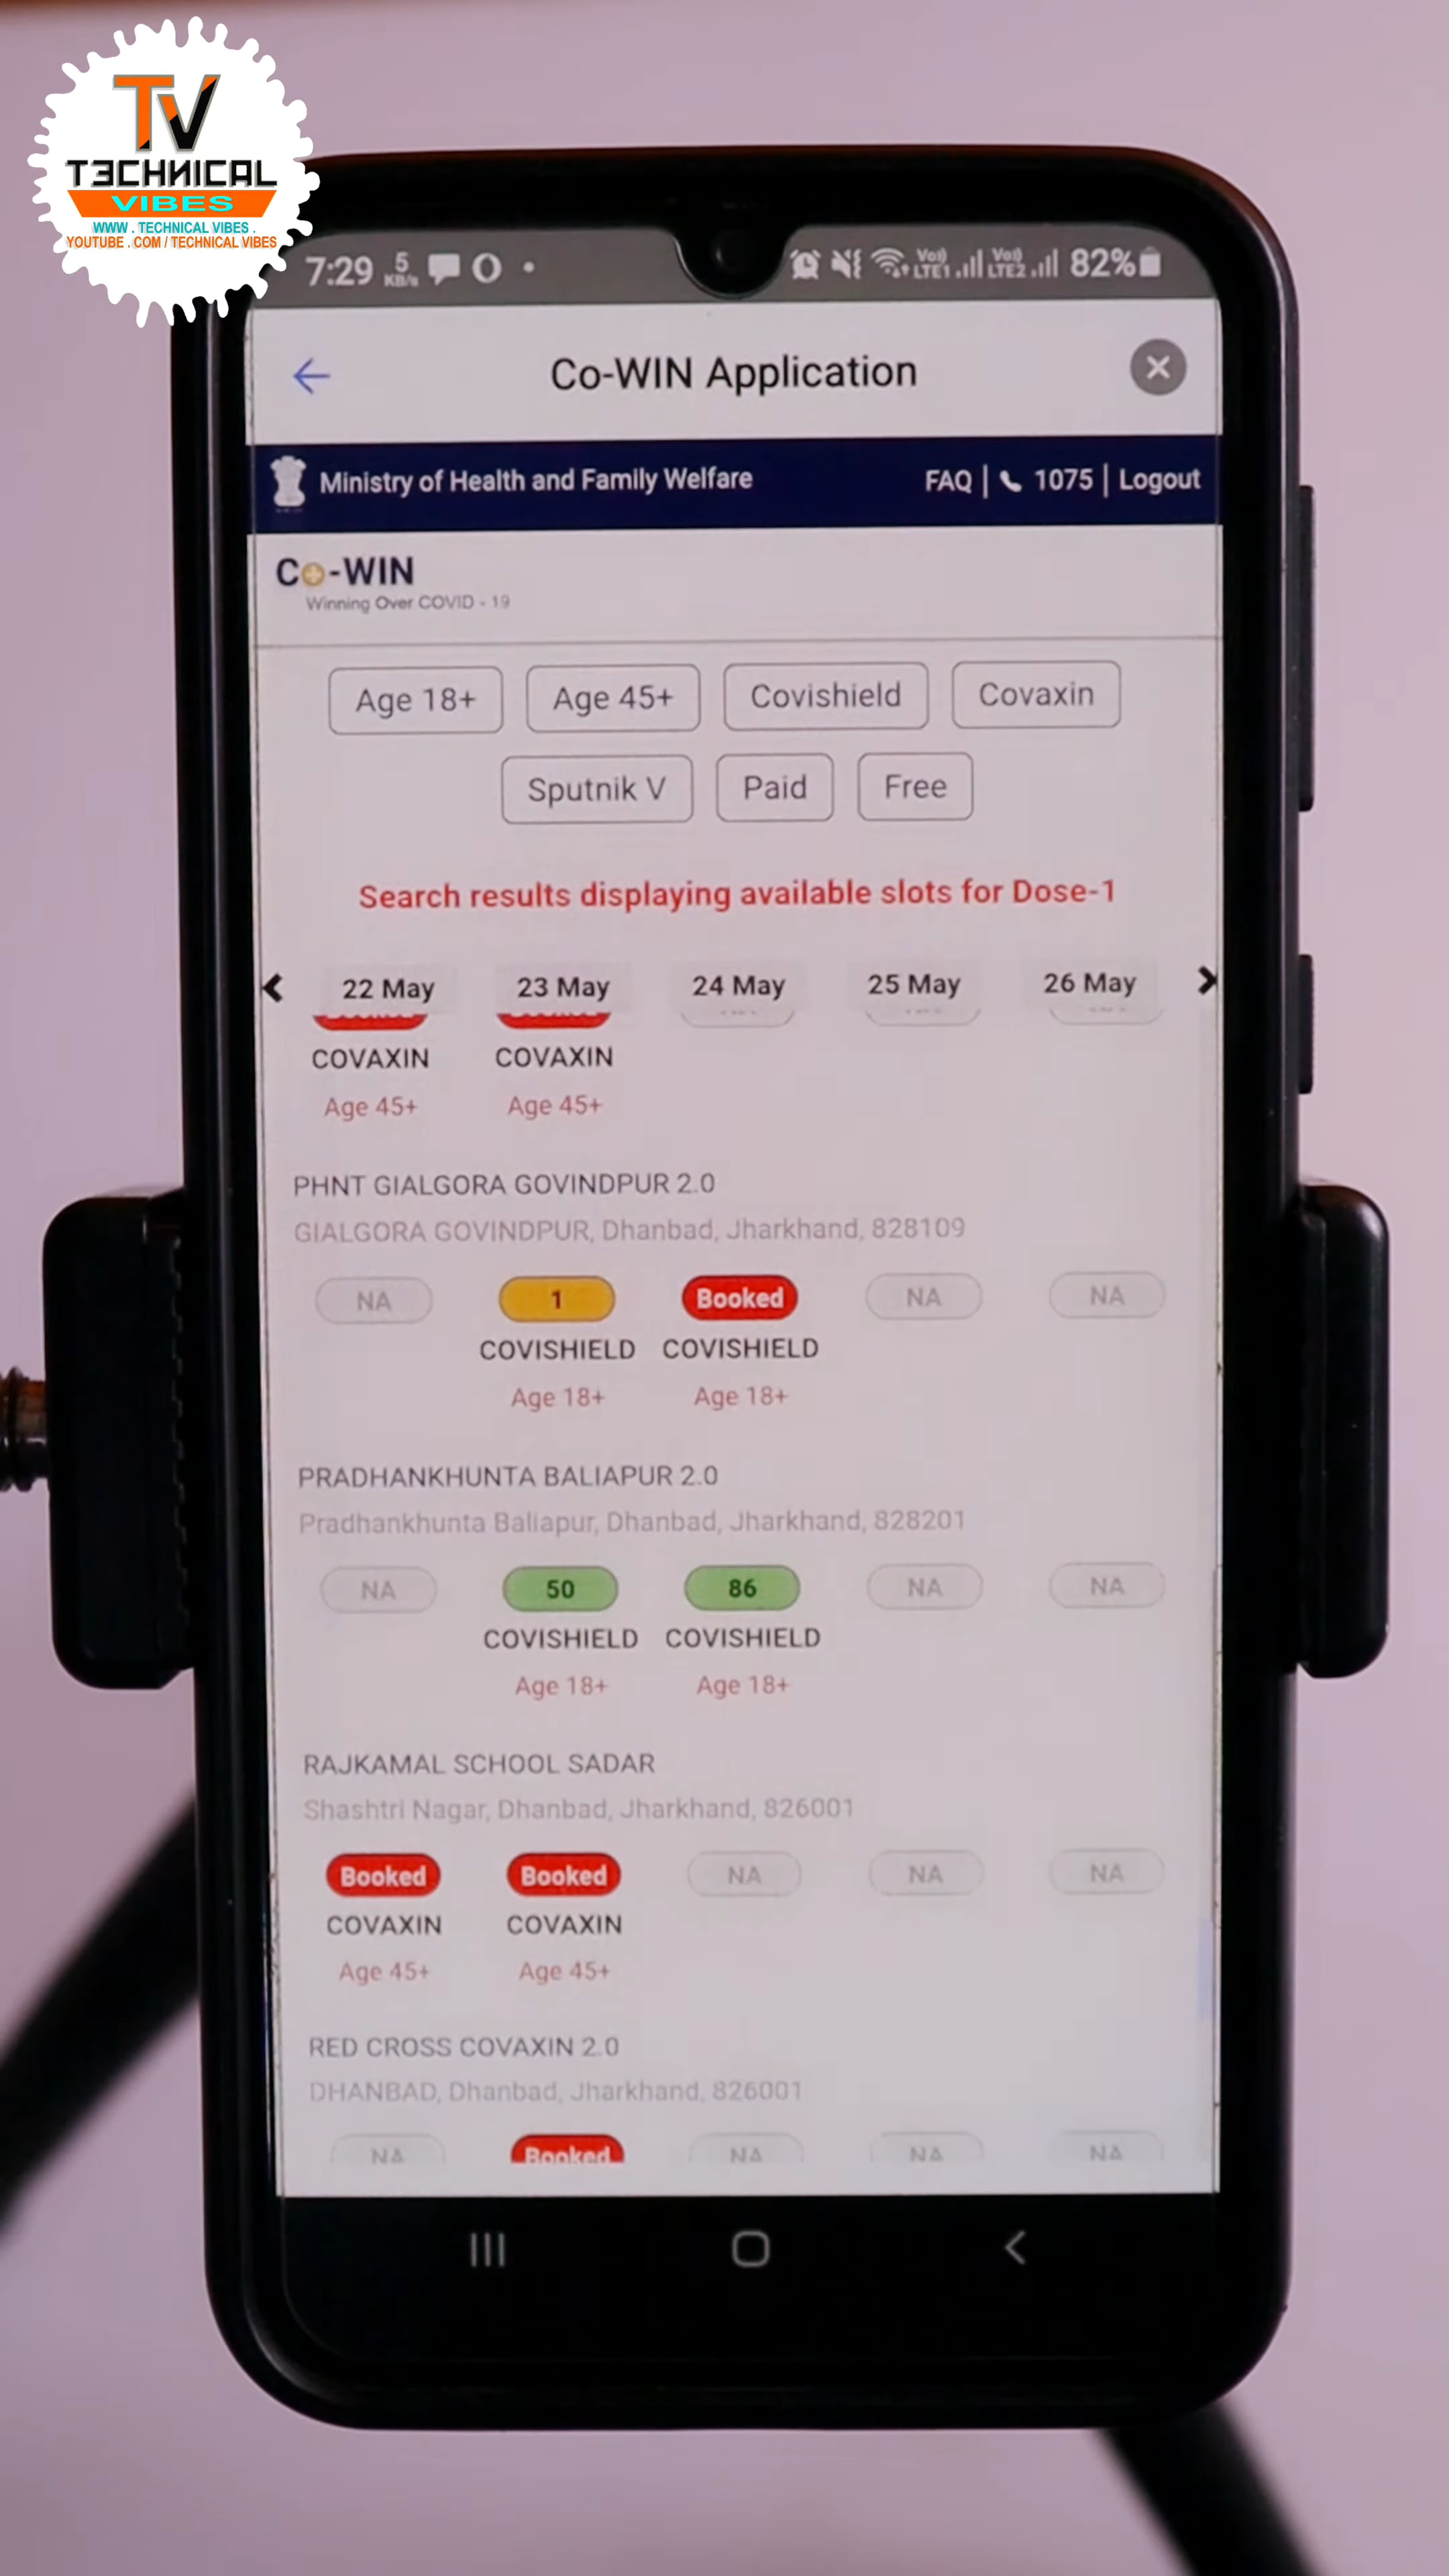 TV
TECHNICAL
VIBES
WWW . TECHNICAL VIBES .
YOUTUBE . COM / TECHNICAL VIBES
7:29 5 KB/s Vo)) LTE1 Vo)) LTE2 82%
Co-WIN Application
Ministry of Health and Family Welfare FAQ | 1075 | Logout
Co-WIN
Winning Over COVID - 19
Age 18+ Age 45+ Covishield Covaxin
Sputnik V Paid Free
Search results displaying available slots for Dose-1
22 May 23 May 24 May 25 May 26 May
COVAXIN COVAXIN
Age 45+ Age 45+
PHNT GIALGORA GOVINDPUR 2.0
GIALGORA GOVINDPUR, Dhanbad, Jharkhand, 828109
NA 1 Booked NA NA
COVISHIELD COVISHIELD
Age 18+ Age 18+
PRADHANKHUNTA BALIAPUR 2.0
Pradhankhunta Baliapur, Dhanbad, Jharkhand, 828201
NA 50 86 NA NA
COVISHIELD COVISHIELD
Age 18+ Age 18+
RAJKAMAL SCHOOL SADAR
Shashtri Nagar, Dhanbad, Jharkhand, 826001
Booked Booked NA NA NA
COVAXIN COVAXIN
Age 45+ Age 45+
RED CROSS COVAXIN 2.0
DHANBAD, Dhanbad, Jharkhand, 826001
NA Booked NA NA NA